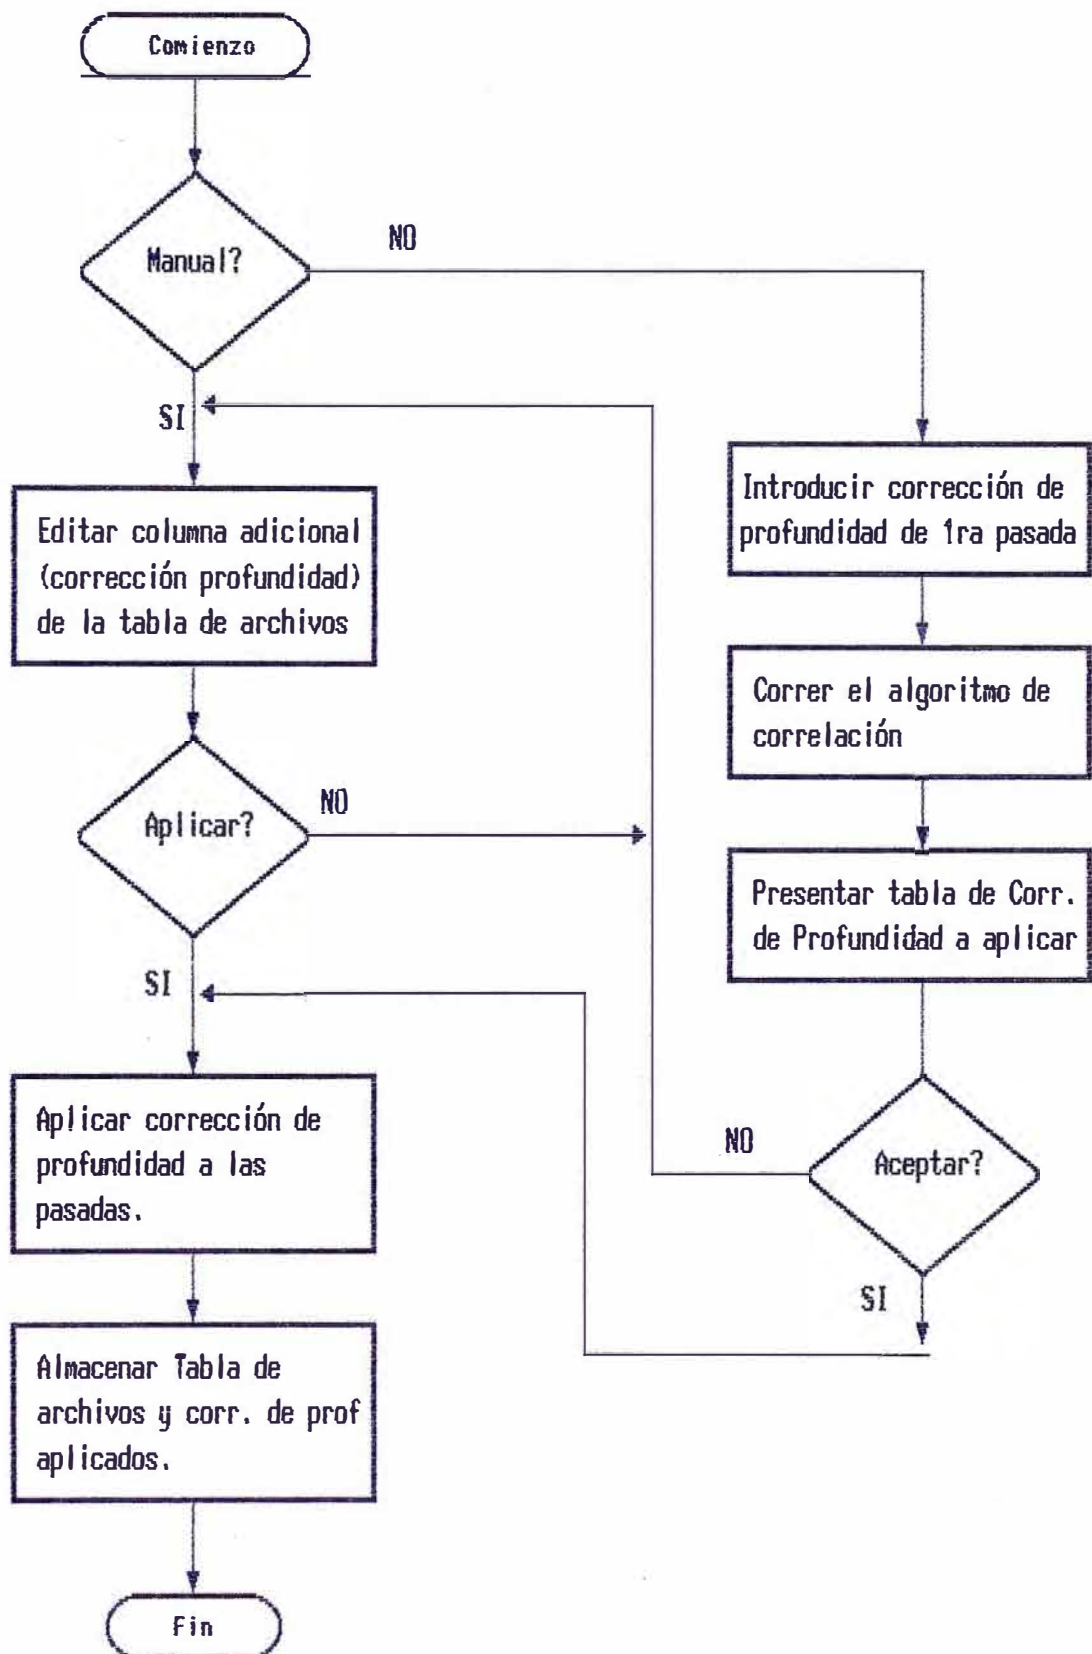 Comienzo
Manual?
NO
SI
Editar columna adicional
(corrección profundidad)
de la tabla de archivos
Aplicar?
NO
SI
Aplicar corrección de
profundidad a las
pasadas.
Almacenar Tabla de
archivos y corr. de prof
aplicados.
Fin
Introducir corrección de
profundidad de 1ra pasada
Correr el algoritmo de
correlación
Presentar tabla de Corr.
de Profundidad a aplicar
Aceptar?
NO
SI